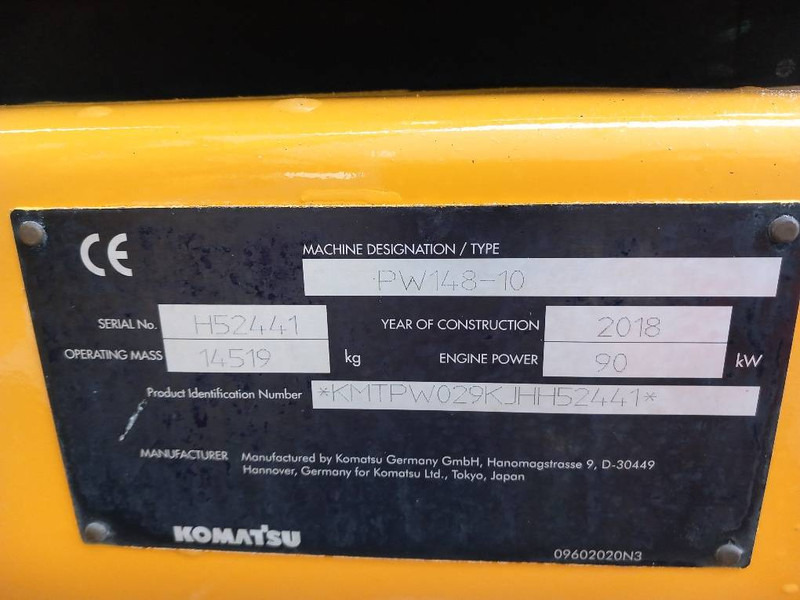 CE
MACHINE DESIGNATION / TYPE
PW148-10
SERIAL No. H52441 YEAR OF CONSTRUCTION 2018
OPERATING MASS 14519 kg ENGINE POWER 90 kW
Product Identification Number *KMTPW029KJHH52441*
MANUFACTURER Manufactured by Komatsu Germany GmbH, Hanomagstrasse 9, D-30449
Hannover, Germany for Komatsu Ltd., Tokyo, Japan
KOMATSU
09602020N3